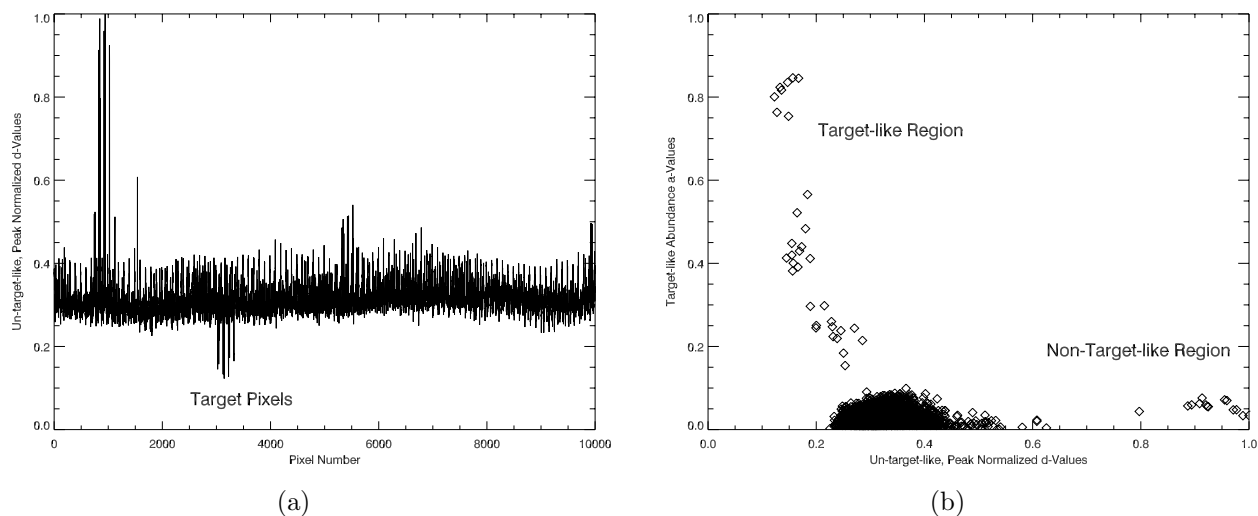 1.0
0.8
0.6
0.4
0.2
0.0
Un-target-like, Peak Normalized d-Values
Target Pixels
0
2000
4000
6000
8000
10000
Pixel Number
(a)
1.0
0.8
0.6
0.4
0.2
0.0
Target-like Abundance a-Values
Target-like Region
Non-Target-like Region
0.0
0.2
0.4
0.6
0.8
1.0
Un-target-like, Peak Normalized d-Values
(b)